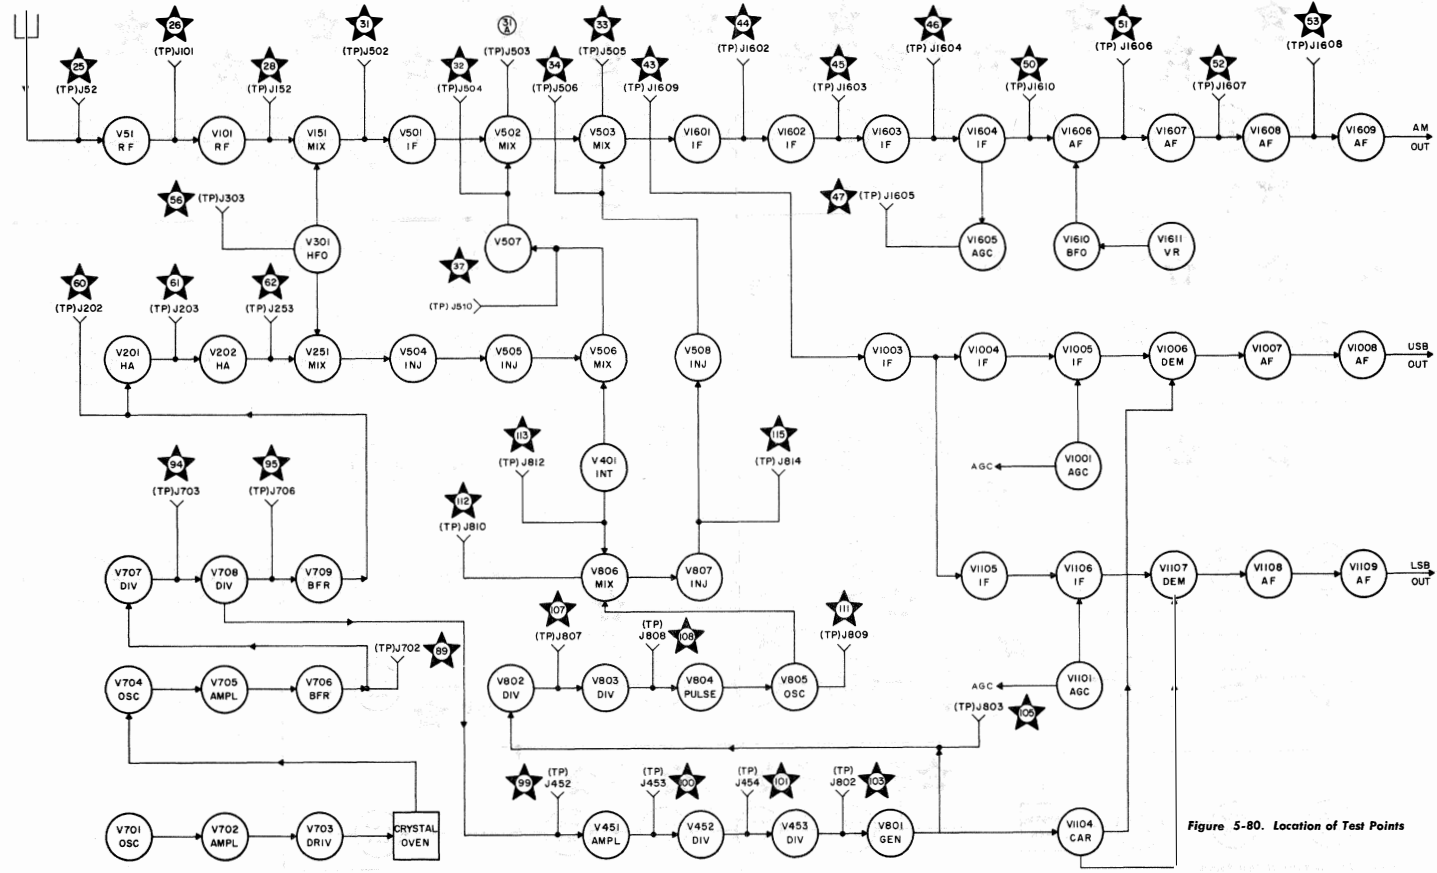 26
31
31
A
33
44
46
51
53
(TP)J101
(TP)J502
(TP)J503
(TP)J505
(TP)J1602
(TP) J1604
(TP) J1606
(TP)J1608
25
28
32
34
43
45
50
52
(TP)J52
(TP)J152
(TP)J504
(TP)J506
(TP)J1609
(TP)J1603
(TP)J1610
(TP)J1607
V51
RF
V101
RF
V151
MIX
V501
IF
V502
MIX
V503
MIX
V1601
IF
V1602
IF
V1603
IF
V1604
IF
V1606
AF
V1607
AF
V1608
AF
V1609
AF
AM
OUT
56
(TP)J303
47
(TP)J1605
V301
HFO
V507
V1605
AGC
V1610
BFO
V1611
VR
37
(TP)J510
60
61
62
(TP)J202
(TP)J203
(TP)J253
V201
HA
V202
HA
V251
MIX
V504
INJ
V505
INJ
V506
MIX
V508
INJ
V1003
IF
V1004
IF
V1005
IF
V1006
DEM
V1007
AF
V1008
AF
USB
OUT
113
115
(TP)J812
(TP)J814
94
95
(TP)J703
(TP)J706
V401
INT
AGC
V1001
AGC
112
(TP)J810
V707
DIV
V708
DIV
V709
BFR
V806
MIX
V807
INJ
V1105
IF
V1106
IF
V1107
DEM
V1108
AF
V1109
AF
LSB
OUT
107
(TP)J807
(TP)
J808
108
111
(TP)J809
(TP)J702
89
V704
OSC
V705
AMPL
V706
BFR
V802
DIV
V803
DIV
V804
PULSE
V805
OSC
AGC
V1101
AGC
(TP)J803
105
99
(TP)
J452
(TP)
J453
100
(TP)
J454
101
(TP)
J802
103
V701
OSC
V702
AMPL
V703
DRIV
CRYSTAL
OVEN
V451
AMPL
V452
DIV
V453
DIV
V801
GEN
V1104
CAR
Figure 5-80. Location of Test Points